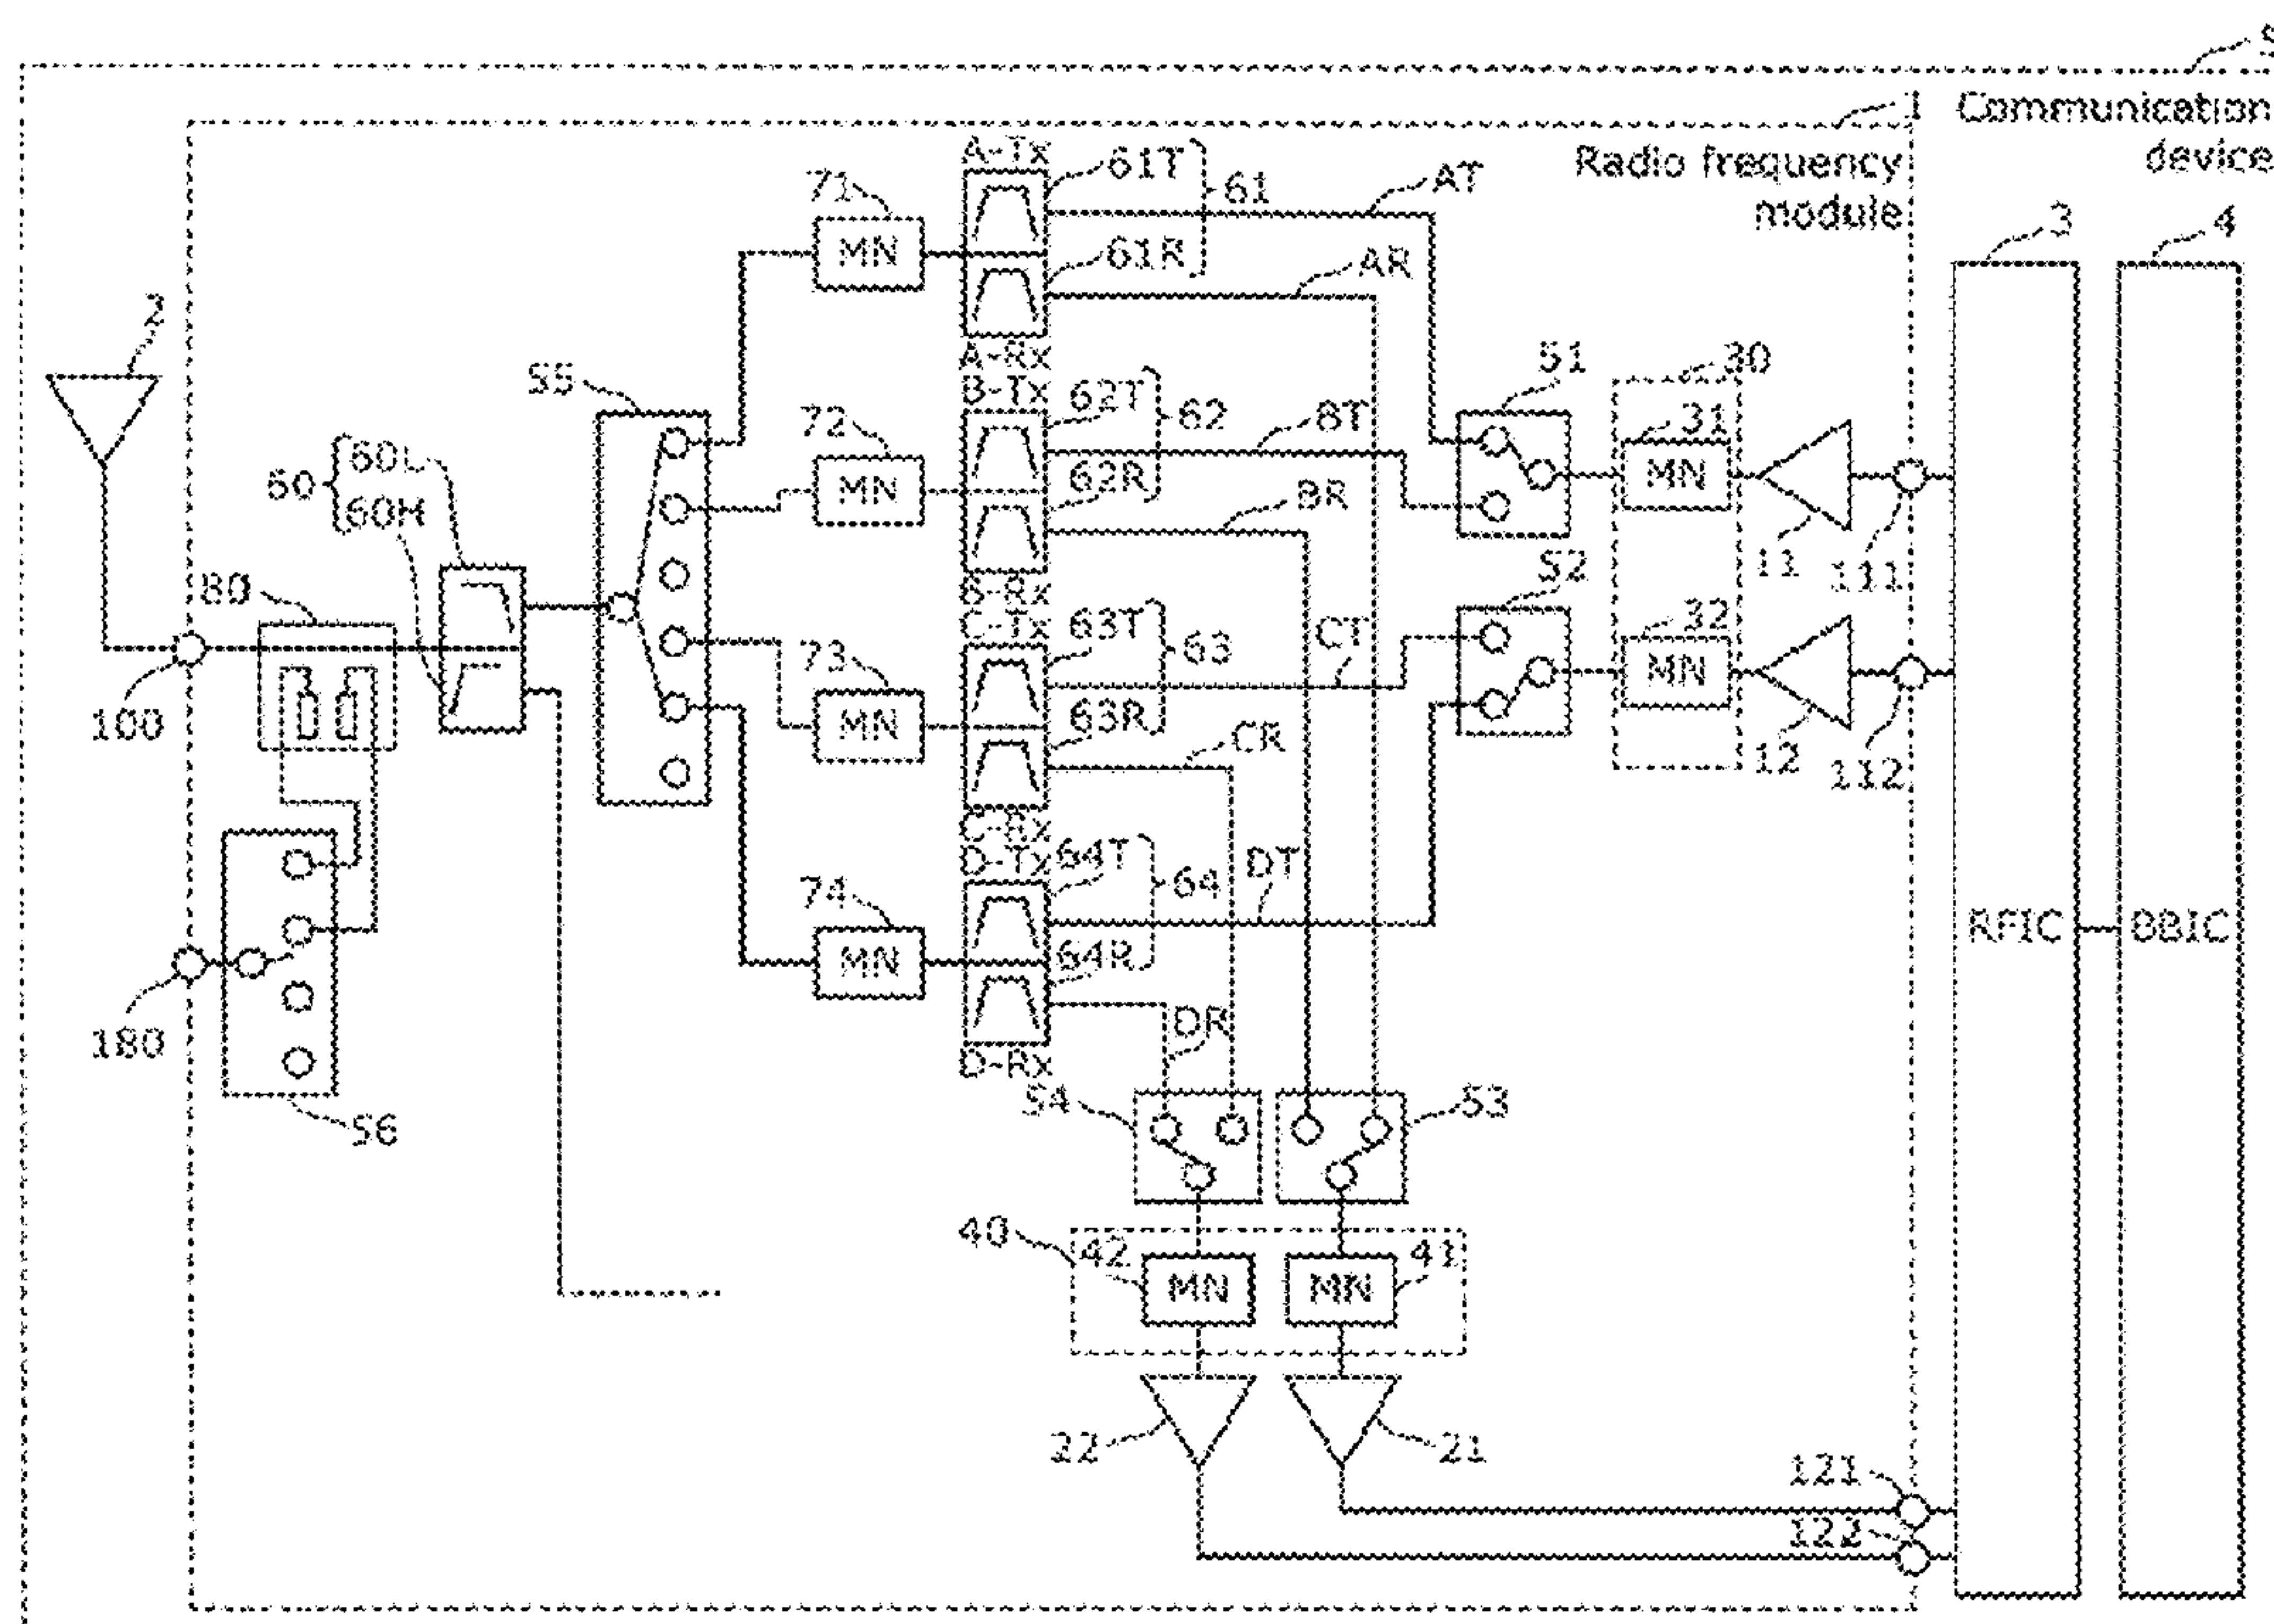 5
1
Communication
device
Radio frequency
module
A-Tx
61T
61
71
MN
AT
61R
AR
A-Rx
3
4
2
55
B-Tx
62T
62
72
MN
BT
62R
BR
B-Rx
51
30
31
MN
11
111
60
60L
60H
80
52
C-Tx
63T
63
73
MN
CT
63R
CR
C-Rx
32
MN
12
112
100
D-Tx
64T
64
74
MN
DT
64R
DR
D-Rx
RFIC
BBIC
180
56
54
53
40
42
MN
41
MN
22
21
121
122